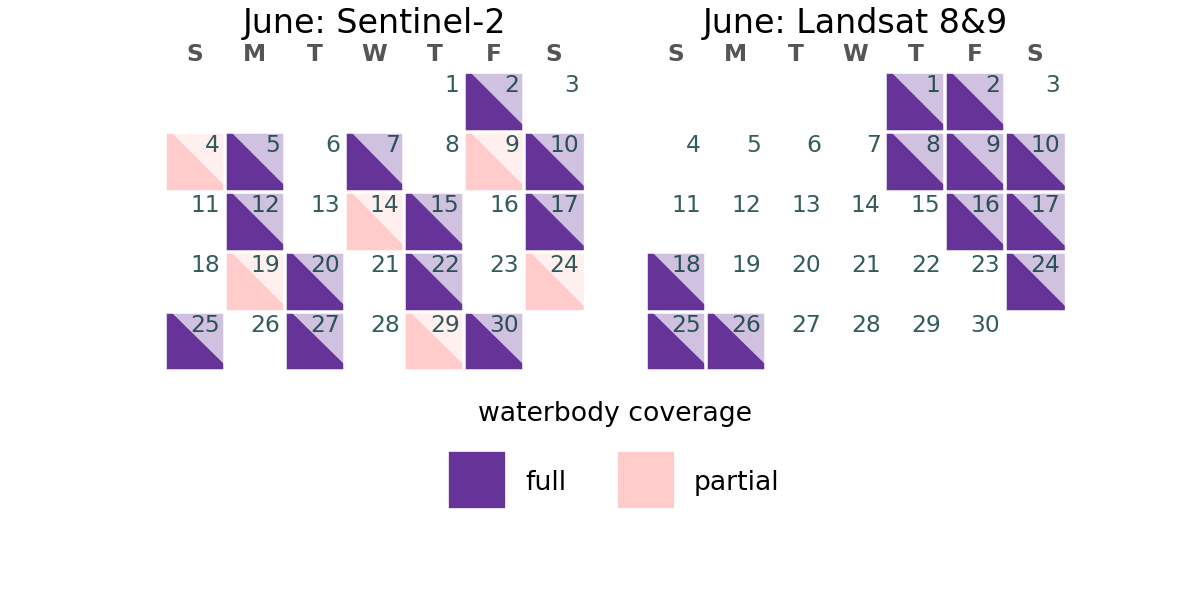 June: Sentinel-2
S M T W T F S
1 2 3
4 5 6 7 8 9 10
11 12 13 14 15 16 17
18 19 20 21 22 23 24
25 26 27 28 29 30
June: Landsat 8&9
S M T W T F S
1 2 3
4 5 6 7 8 9 10
11 12 13 14 15 16 17
18 19 20 21 22 23 24
25 26 27 28 29 30
waterbody coverage
full partial